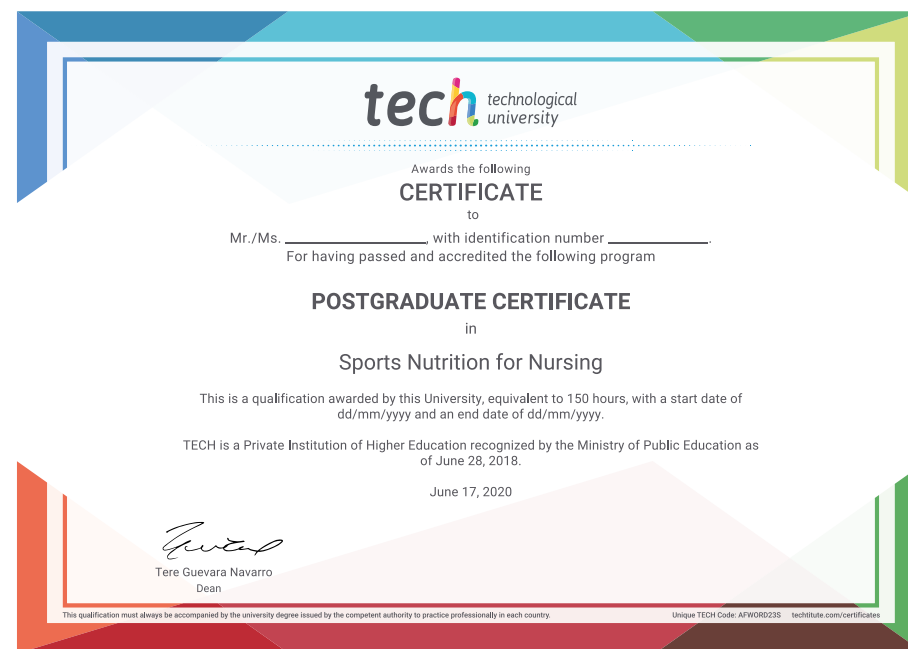 tech technological
university
Awards the following
CERTIFICATE
to
Mr./Ms. ____________________, with identification number ______________.
For having passed and accredited the following program
POSTGRADUATE CERTIFICATE
in
Sports Nutrition for Nursing
This is a qualification awarded by this University, equivalent to 150 hours, with a start date of
dd/mm/yyyy and an end date of dd/mm/yyyy.
TECH is a Private Institution of Higher Education recognized by the Ministry of Public Education as
of June 28, 2018.
June 17, 2020
Tere Guevara Navarro
Dean
This qualification must always be accompanied by the university degree issued by the competent authority to practice professionally in each country. Unique TECH Code: AFWORD23S techtitute.com/certificates